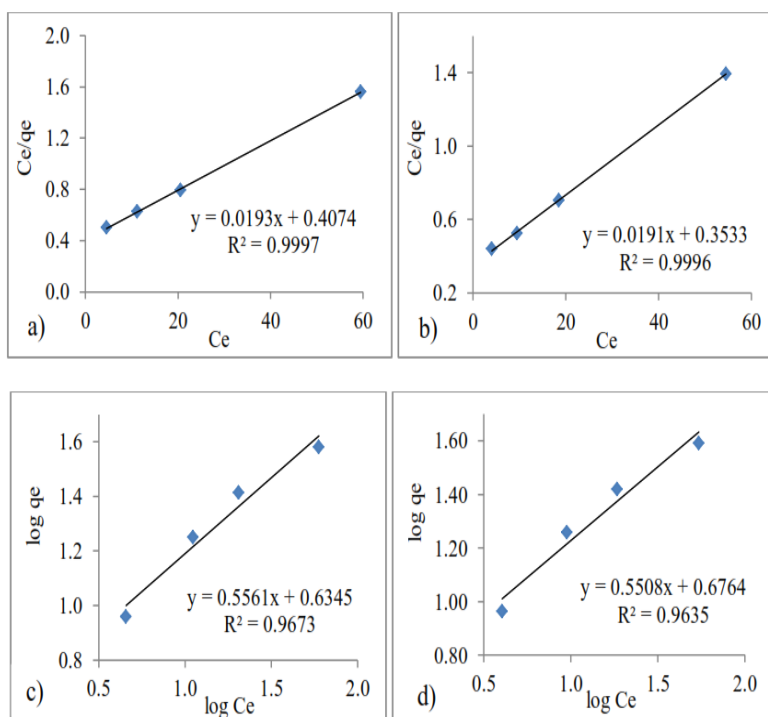 1.6
1.2
0.8
0.4
0.0
Ce/qe
y = 0.0193x + 0.4074
R² = 0.9997
0 20 40 60
Ce
a)
1.4
1.0
0.6
0.2
Ce/qe
y = 0.0191x + 0.3533
R² = 0.9996
0 20 40 60
Ce
b)
1.6
1.4
1.2
1.0
0.8
log qe
y = 0.5561x + 0.6345
R² = 0.9673
0.5 1.0 1.5 2.0
log Ce
c)
1.60
1.40
1.20
1.00
0.80
log qe
y = 0.5508x + 0.6764
R² = 0.9635
0.5 1.0 1.5 2.0
log Ce
d)